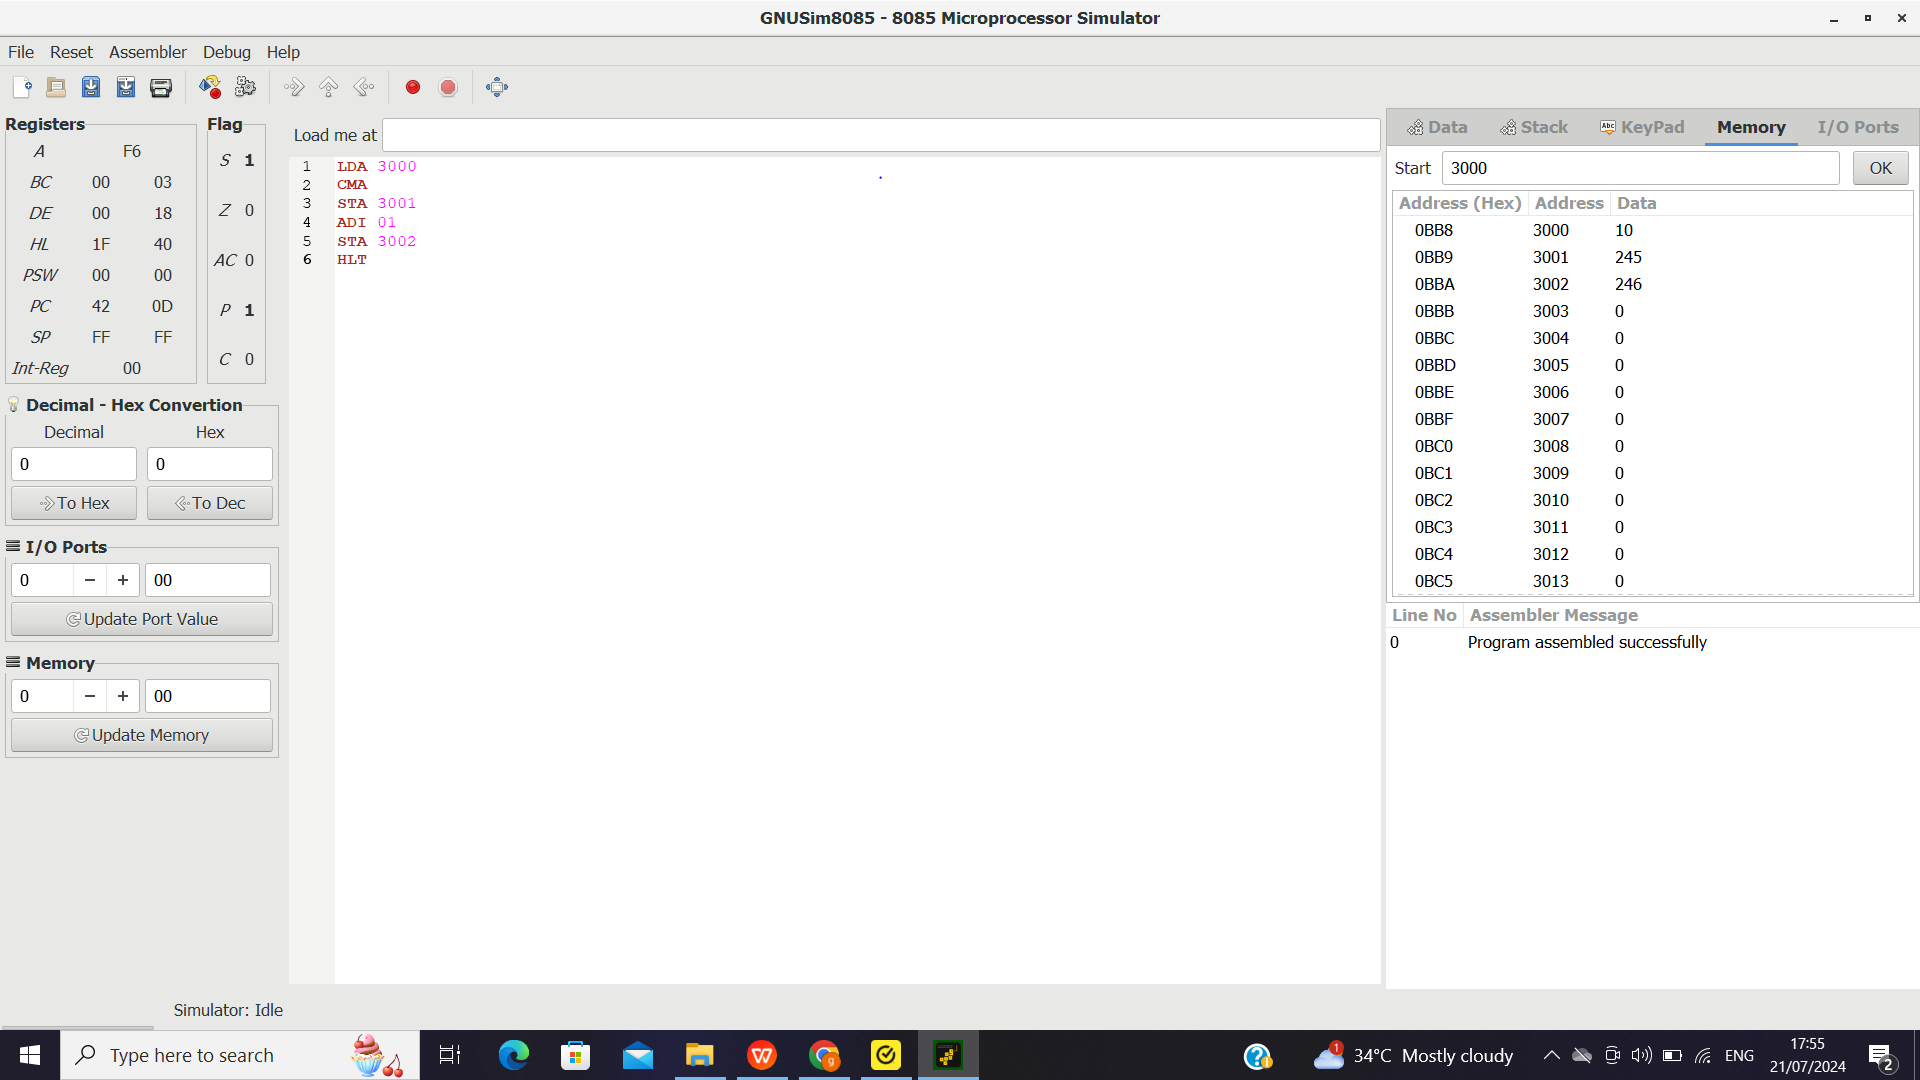 GNUSim8085 - 8085 Microprocessor Simulator
File Reset Assembler Debug Help
Registers
A F6
BC 00 03
DE 00 18
HL 1F 40
PSW 00 00
PC 42 0D
SP FF FF
Int-Reg 00
Flag
S 1
Z 0
AC 0
P 1
C 0
Decimal - Hex Convertion
Decimal Hex
0 0
To Hex To Dec
I/O Ports
0 − + 00
Update Port Value
Memory
0 − + 00
Update Memory
Load me at
1 LDA 3000
2 CMA
3 STA 3001
4 ADI 01
5 STA 3002
6 HLT
Data Stack Abc KeyPad Memory I/O Ports
Start 3000 OK
Address (Hex) Address Data
0BB8 3000 10
0BB9 3001 245
0BBA 3002 246
0BBB 3003 0
0BBC 3004 0
0BBD 3005 0
0BBE 3006 0
0BBF 3007 0
0BC0 3008 0
0BC1 3009 0
0BC2 3010 0
0BC3 3011 0
0BC4 3012 0
0BC5 3013 0
Line No Assembler Message
0 Program assembled successfully
Simulator: Idle
Type here to search
W
g
1
34°C Mostly cloudy
ENG
17:55
21/07/2024
2